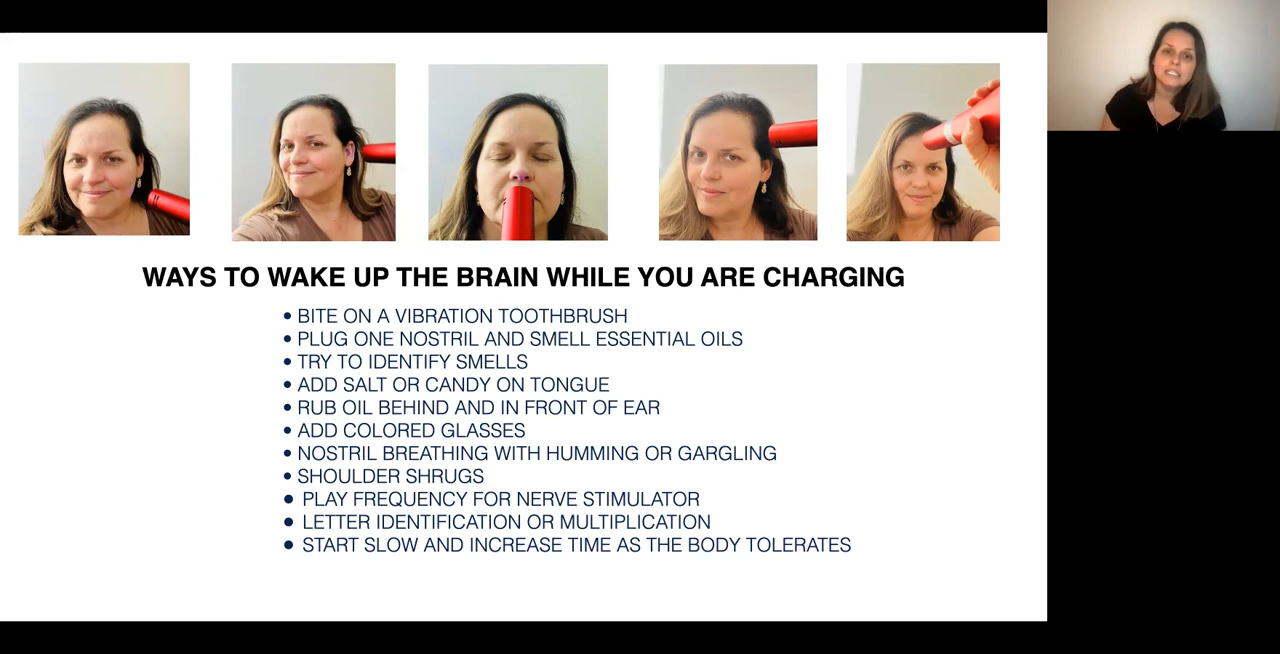 WAYS TO WAKE UP THE BRAIN WHILE YOU ARE CHARGING
• BITE ON A VIBRATION TOOTHBRUSH
• PLUG ONE NOSTRIL AND SMELL ESSENTIAL OILS
• TRY TO IDENTIFY SMELLS
• ADD SALT OR CANDY ON TONGUE
• RUB OIL BEHIND AND IN FRONT OF EAR
• ADD COLORED GLASSES
• NOSTRIL BREATHING WITH HUMMING OR GARGLING
• SHOULDER SHRUGS
• PLAY FREQUENCY FOR NERVE STIMULATOR
• LETTER IDENTIFICATION OR MULTIPLICATION
• START SLOW AND INCREASE TIME AS THE BODY TOLERATES